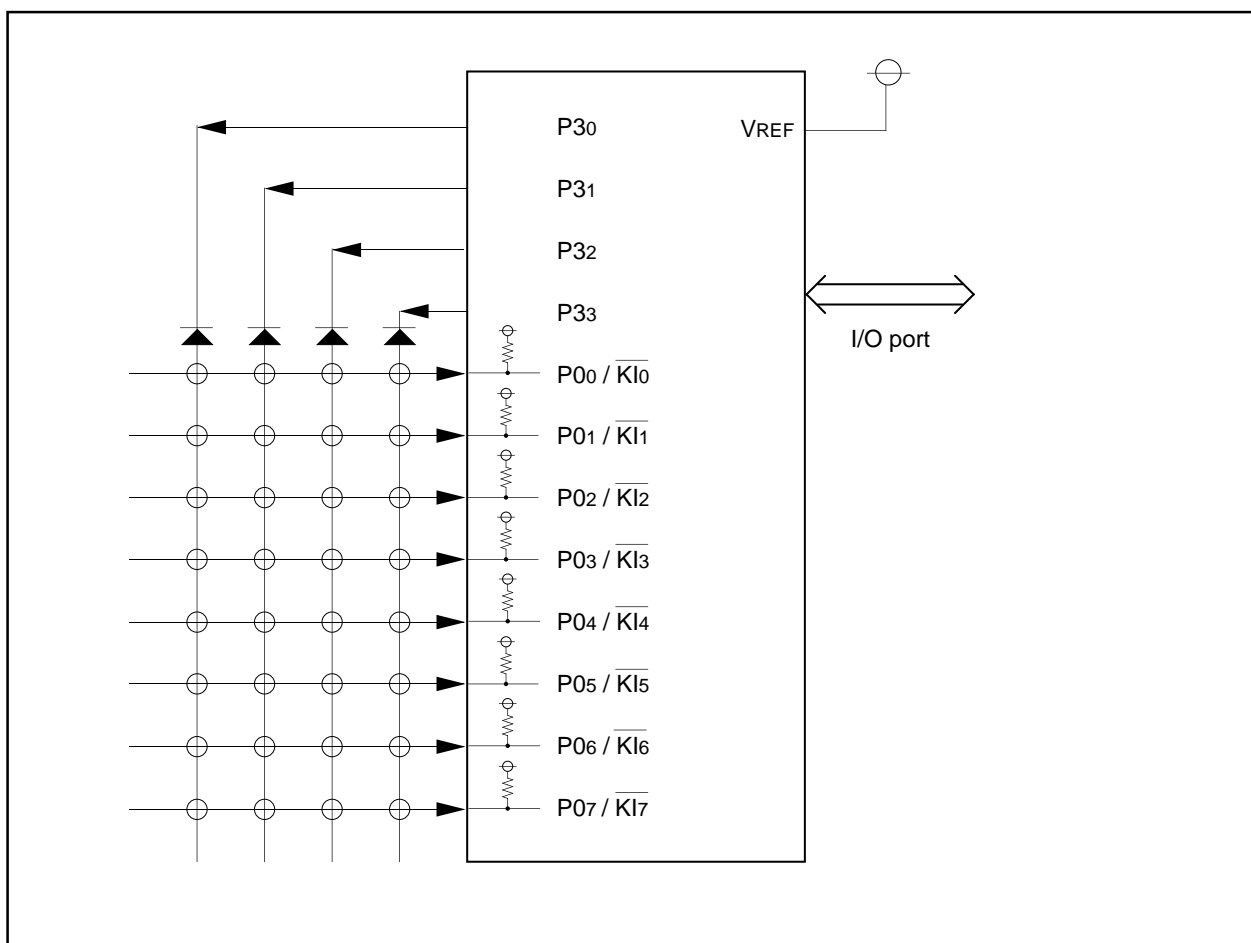 P30
VREF
P31
P32
P33
I/O port
P00 / KI0
P01 / KI1
P02 / KI2
P03 / KI3
P04 / KI4
P05 / KI5
P06 / KI6
P07 / KI7